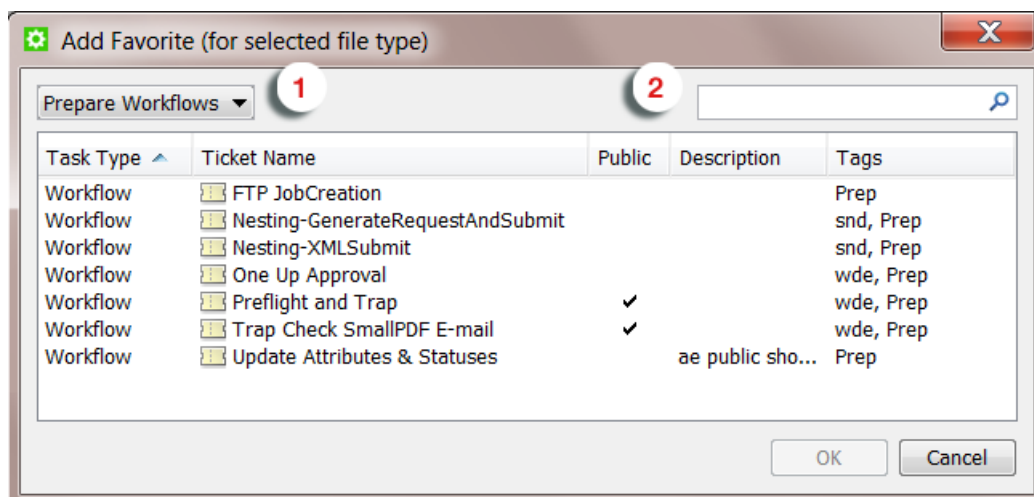 Add Favorite (for selected file type)
X
Prepare Workflows 1 2
Task Type Ticket Name Public Description Tags
Workflow FTP JobCreation Prep
Workflow Nesting-GenerateRequestAndSubmit snd, Prep
Workflow Nesting-XMLSubmit snd, Prep
Workflow One Up Approval wde, Prep
Workflow Preflight and Trap ✔ wde, Prep
Workflow Trap Check SmallPDF E-mail ✔ wde, Prep
Workflow Update Attributes & Statuses ae public sho... Prep
OK Cancel